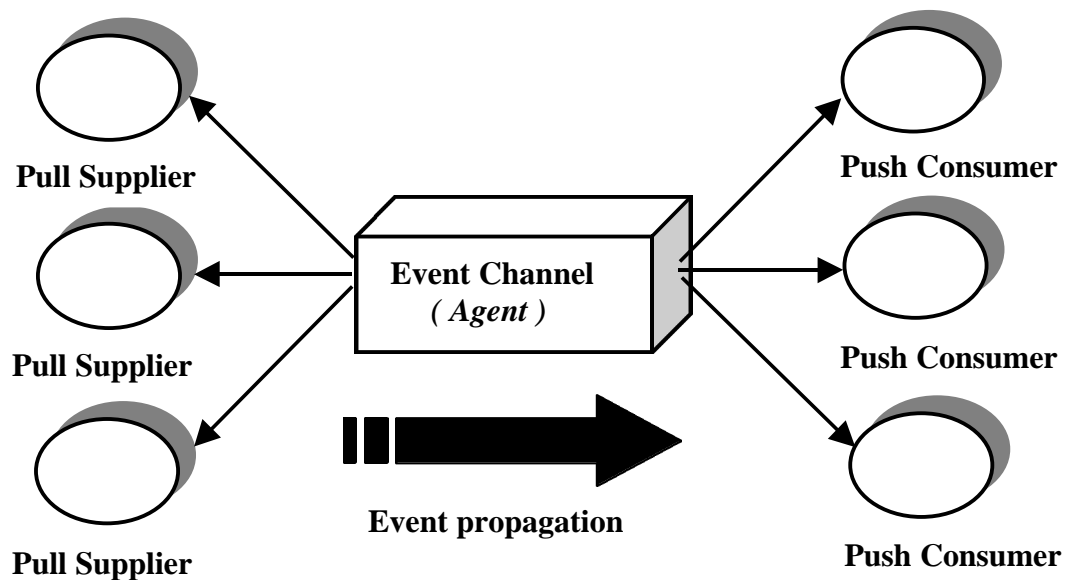 Pull Supplier
Push Consumer
Event Channel
( Agent )
Pull Supplier
Push Consumer
Event propagation
Pull Supplier
Push Consumer